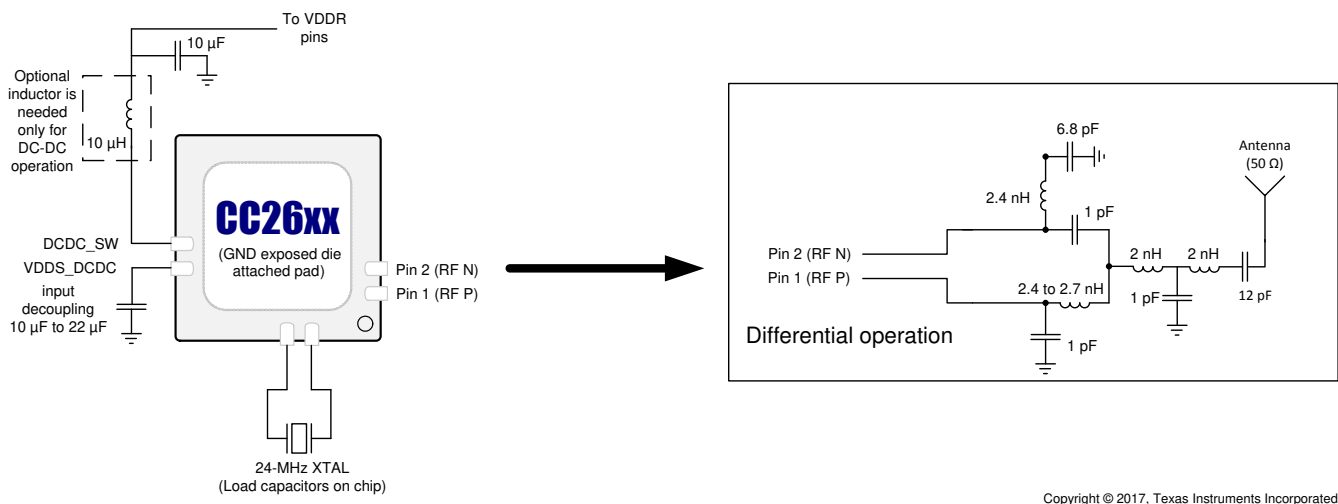 To VDDR
pins
10 µF
Optional
inductor is
needed
only for
DC-DC
operation
10 µH
CC26xx
(GND exposed die
attached pad)
DCDC_SW
VDDS_DCDC
input
decoupling
10 µF to 22 µF
Pin 2 (RF N)
Pin 1 (RF P)
24-MHz XTAL
(Load capacitors on chip)
6.8 pF
Antenna
(50 Ω)
2.4 nH
1 pF
Pin 2 (RF N)
Pin 1 (RF P)
2 nH
2 nH
2.4 to 2.7 nH
1 pF
12 pF
Differential operation
1 pF
Copyright © 2017, Texas Instruments Incorporated